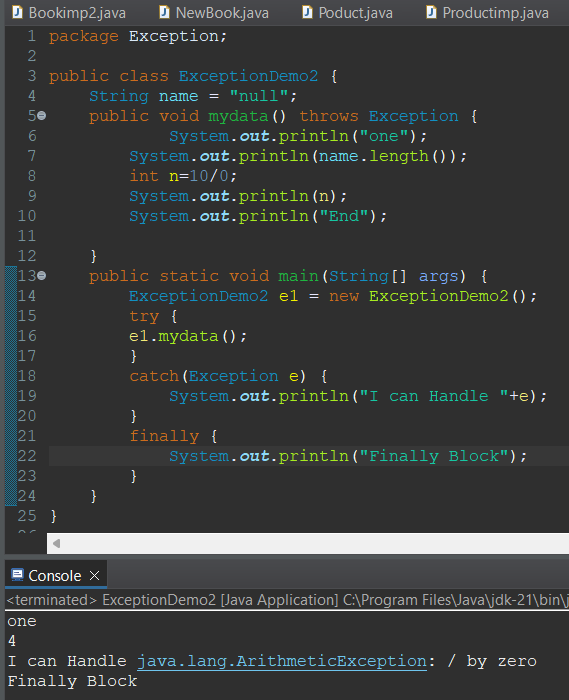 Bookimp2.java NewBook.java Poduct.java Productimp.java
1 package Exception;
2
3 public class ExceptionDemo2 {
4 String name = "null";
5 public void mydata() throws Exception {
6 System.out.println("one");
7 System.out.println(name.length());
8 int n=10/0;
9 System.out.println(n);
10 System.out.println("End");
11
12 }
13 public static void main(String[] args) {
14 ExceptionDemo2 e1 = new ExceptionDemo2();
15 try {
16 e1.mydata();
17 }
18 catch(Exception e) {
19 System.out.println("I can Handle "+e);
20 }
21 finally {
22 System.out.println("Finally Block");
23 }
24 }
25 }
Console
<terminated> ExceptionDemo2 [Java Application] C:\Program Files\Java\jdk-21\bin\j
one
4
I can Handle java.lang.ArithmeticException: / by zero
Finally Block